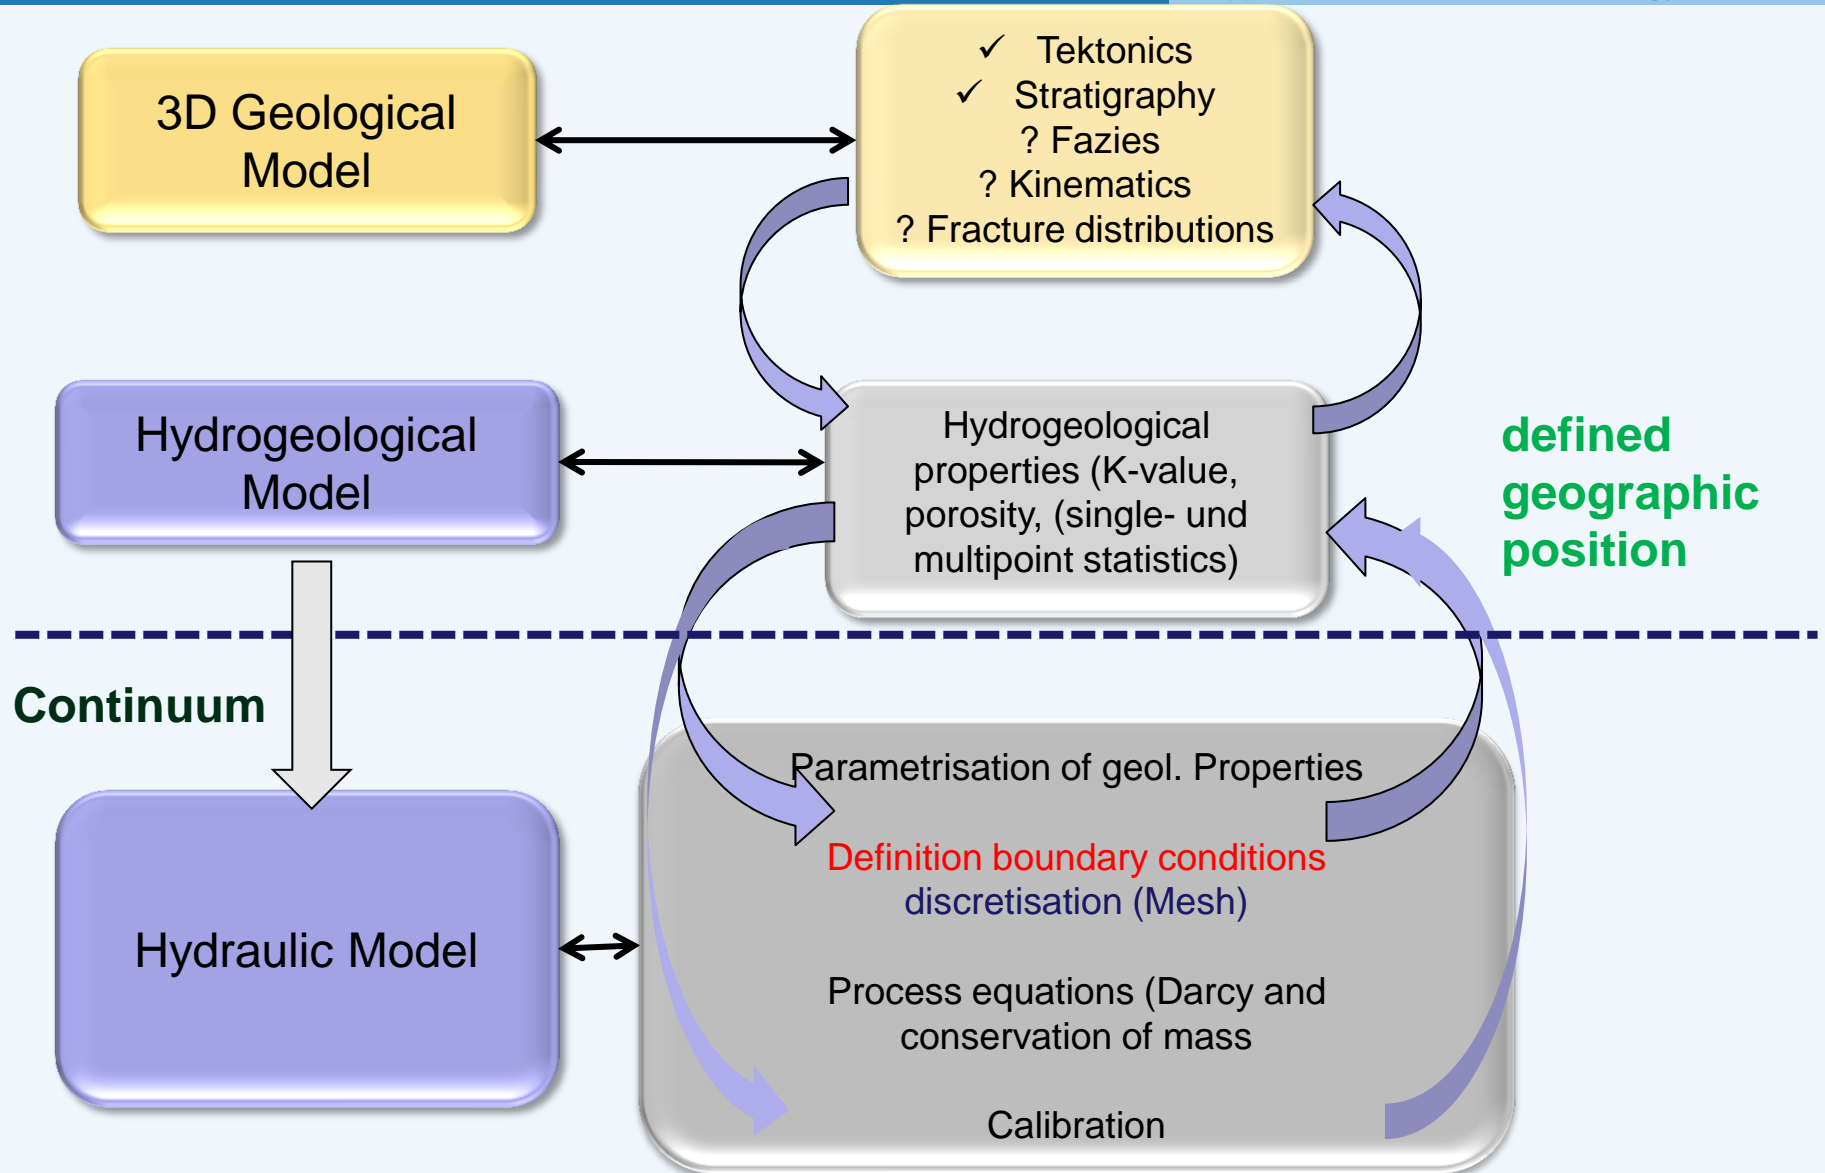 3D Geological
Model
✓ Tektonics
✓ Stratigraphy
? Fazies
? Kinematics
? Fracture distributions
Hydrogeological
Model
Hydrogeological
properties (K-value,
porosity, (single- und
multipoint statistics)
defined
geographic
position
Continuum
Hydraulic Model
Parametrisation of geol. Properties
Definition boundary conditions
discretisation (Mesh)
Process equations (Darcy and
conservation of mass
Calibration